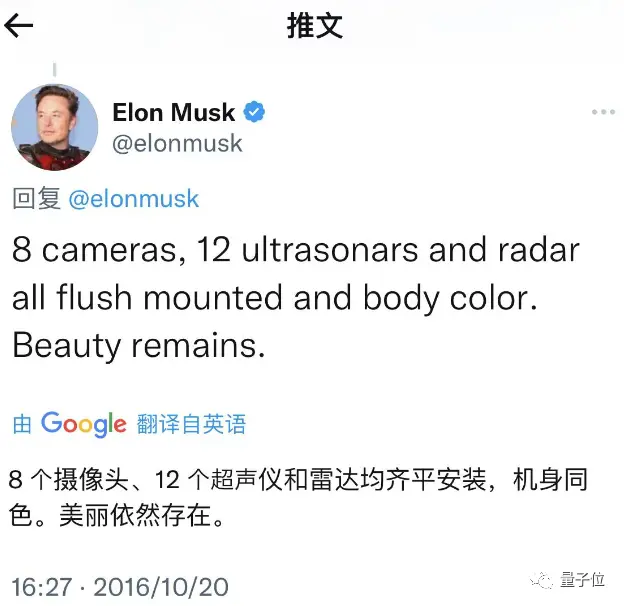 推文
Elon Musk
@elonmusk
回复 @elonmusk
8 cameras, 12 ultrasonars and radar
all flush mounted and body color.
Beauty remains.
由 Google 翻译自英语
8 个摄像头、12 个超声仪和雷达均齐平安装，机身同
色。美丽依然存在。
16:27 · 2016/10/20
量子位